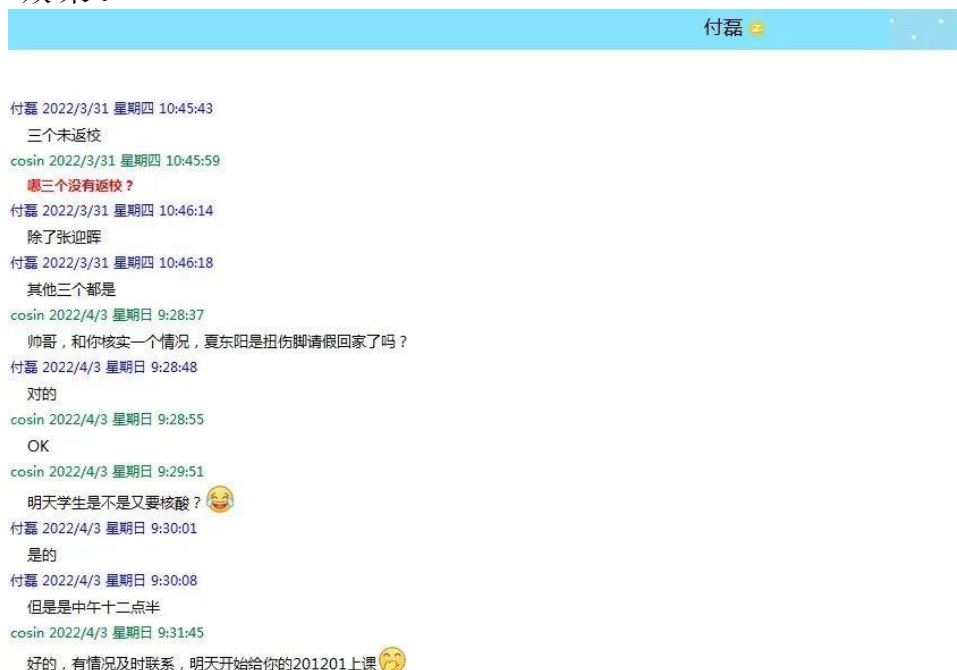 付磊
付磊 2022/3/31 星期四 10:45:43
三个未返校
cosin 2022/3/31 星期四 10:45:59
哪三个没有返校？
付磊 2022/3/31 星期四 10:46:14
除了张迎晖
付磊 2022/3/31 星期四 10:46:18
其他三个都是
cosin 2022/4/3 星期日 9:28:37
帅哥，和你核实一个情况，夏东阳是扭伤脚请假回家了吗？
付磊 2022/4/3 星期日 9:28:48
对的
cosin 2022/4/3 星期日 9:28:55
OK
cosin 2022/4/3 星期日 9:29:51
明天学生是不是又要核酸？
付磊 2022/4/3 星期日 9:30:01
是的
付磊 2022/4/3 星期日 9:30:08
但是是中午十二点半
cosin 2022/4/3 星期日 9:31:45
好的，有情况及时联系，明天开始给你的201201上课